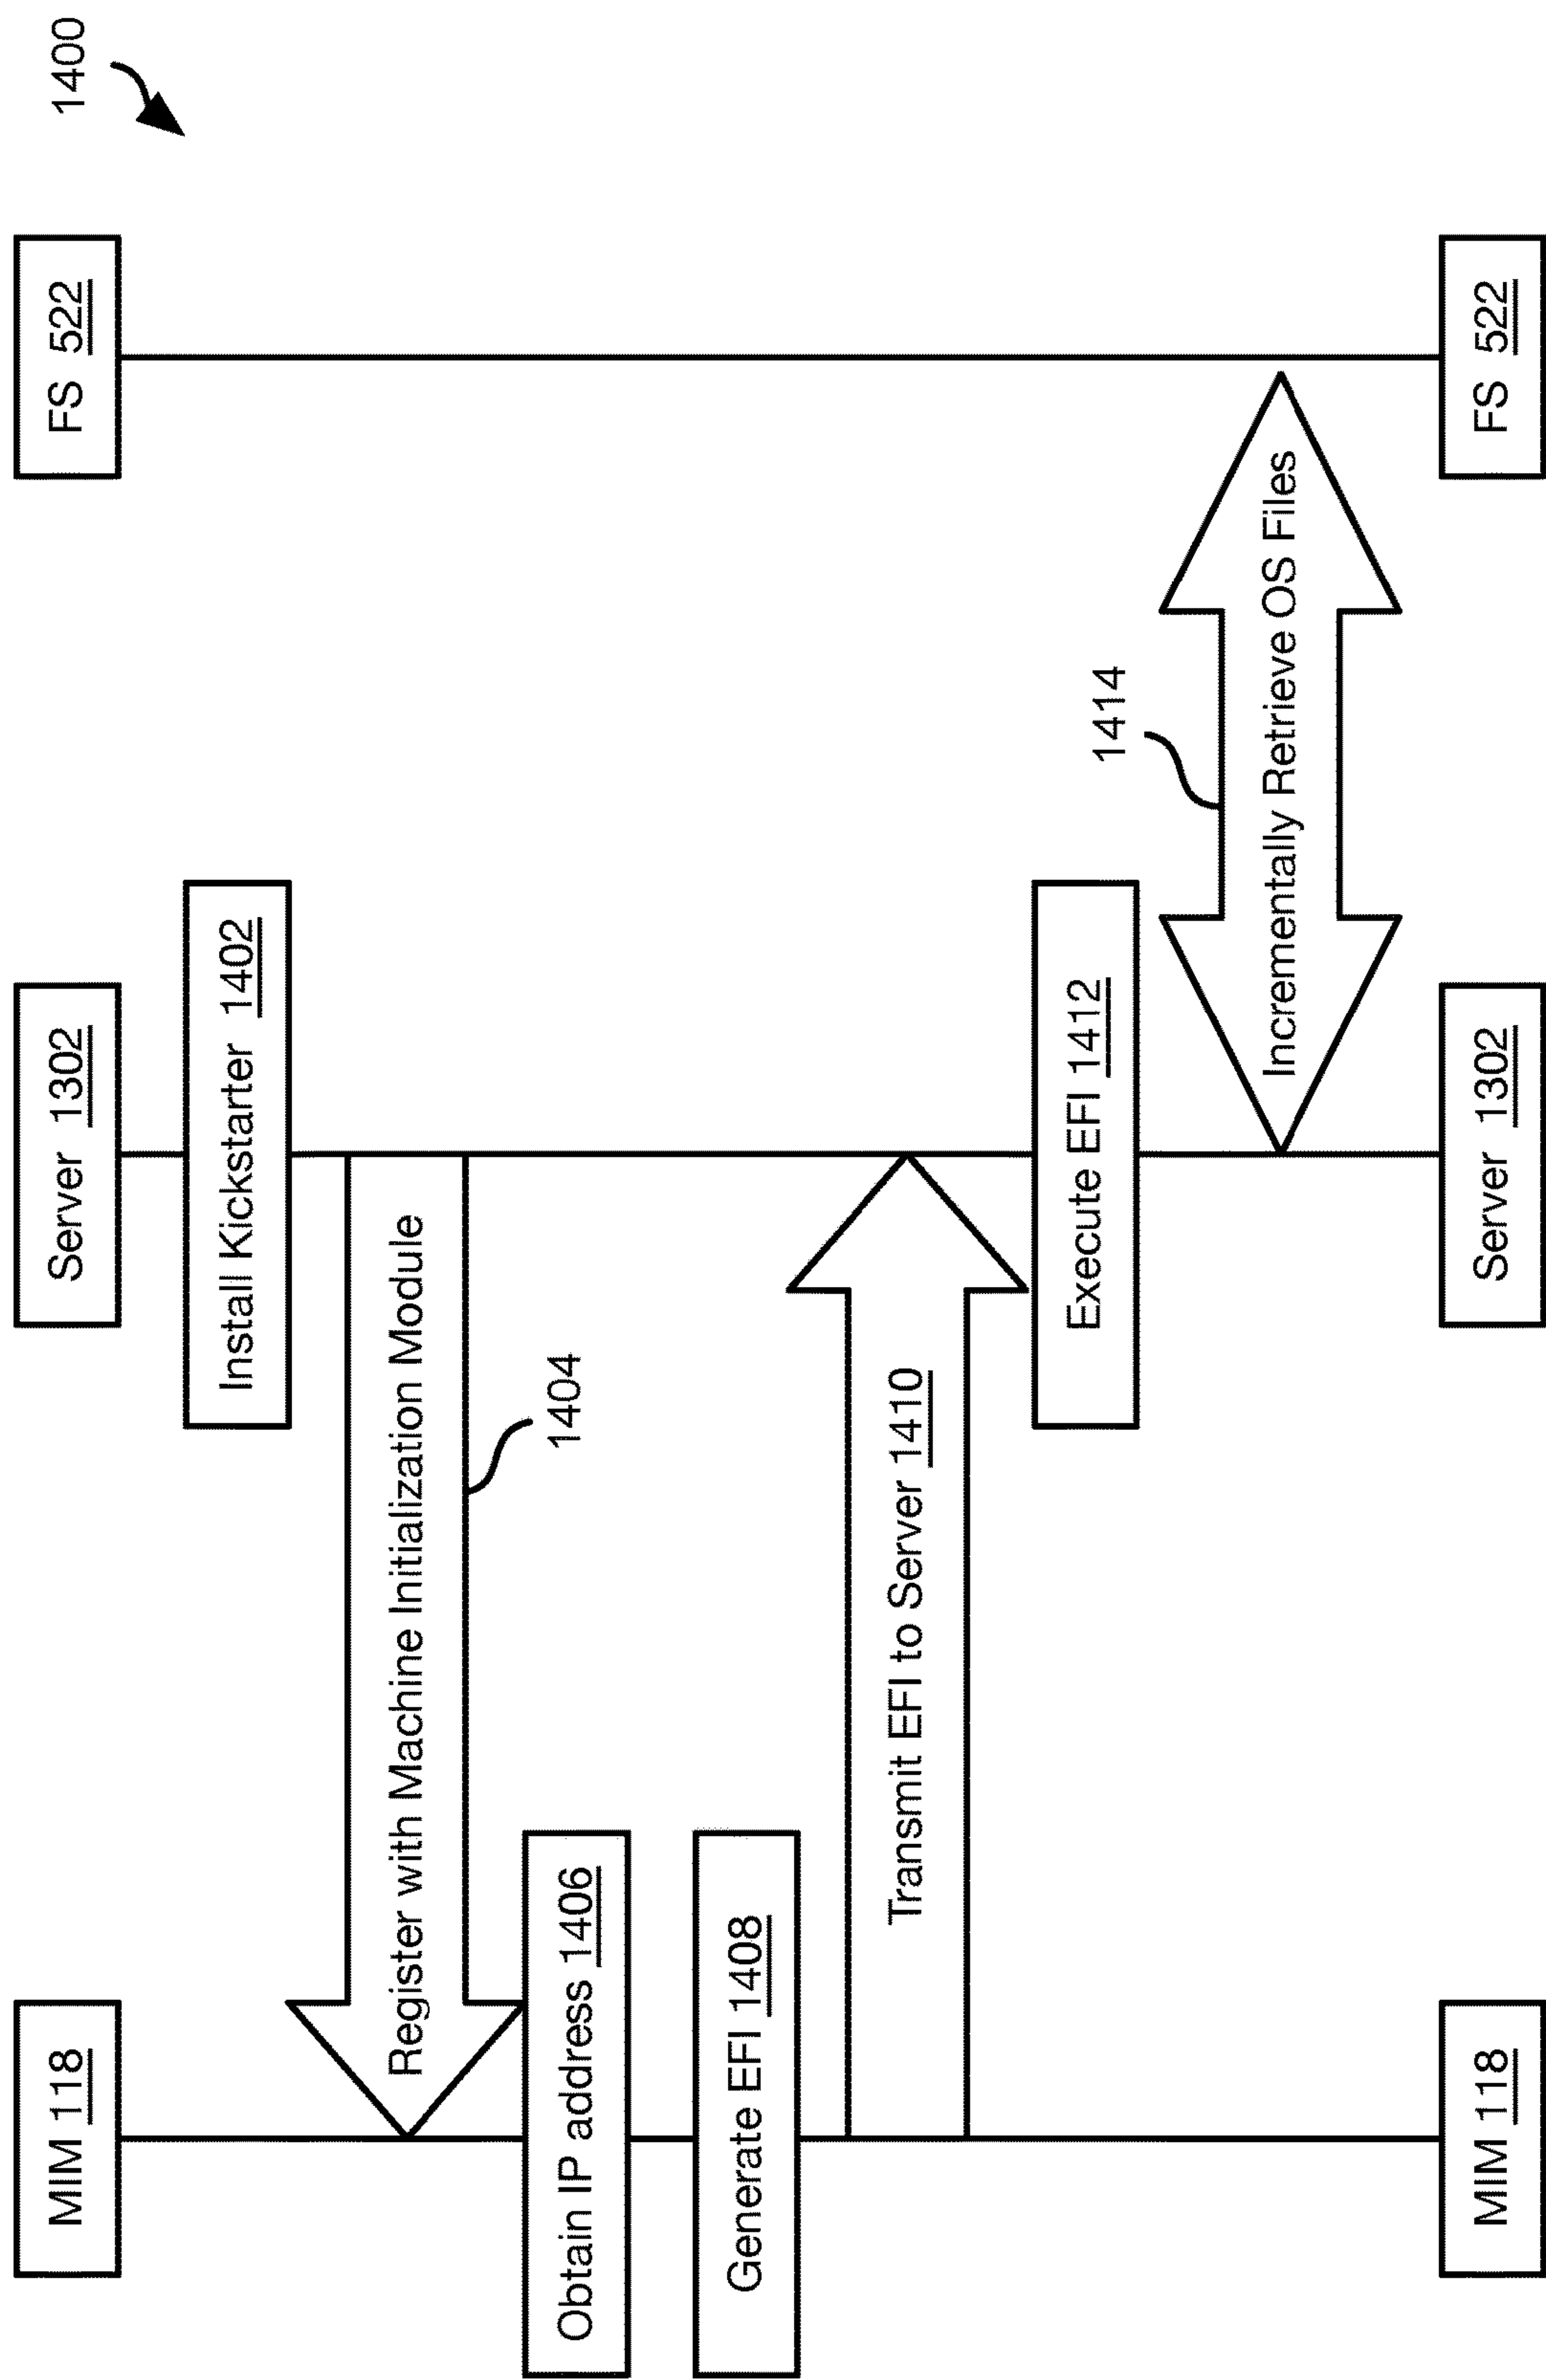 1400
MIM 118
Server 1302
FS 522
Install Kickstarter 1402
Register with Machine Initialization Module
1404
Obtain IP address 1406
Generate EFI 1408
Transmit EFI to Server 1410
Execute EFI 1412
1414
Incrementally Retrieve OS Files
MIM 118
Server 1302
FS 522